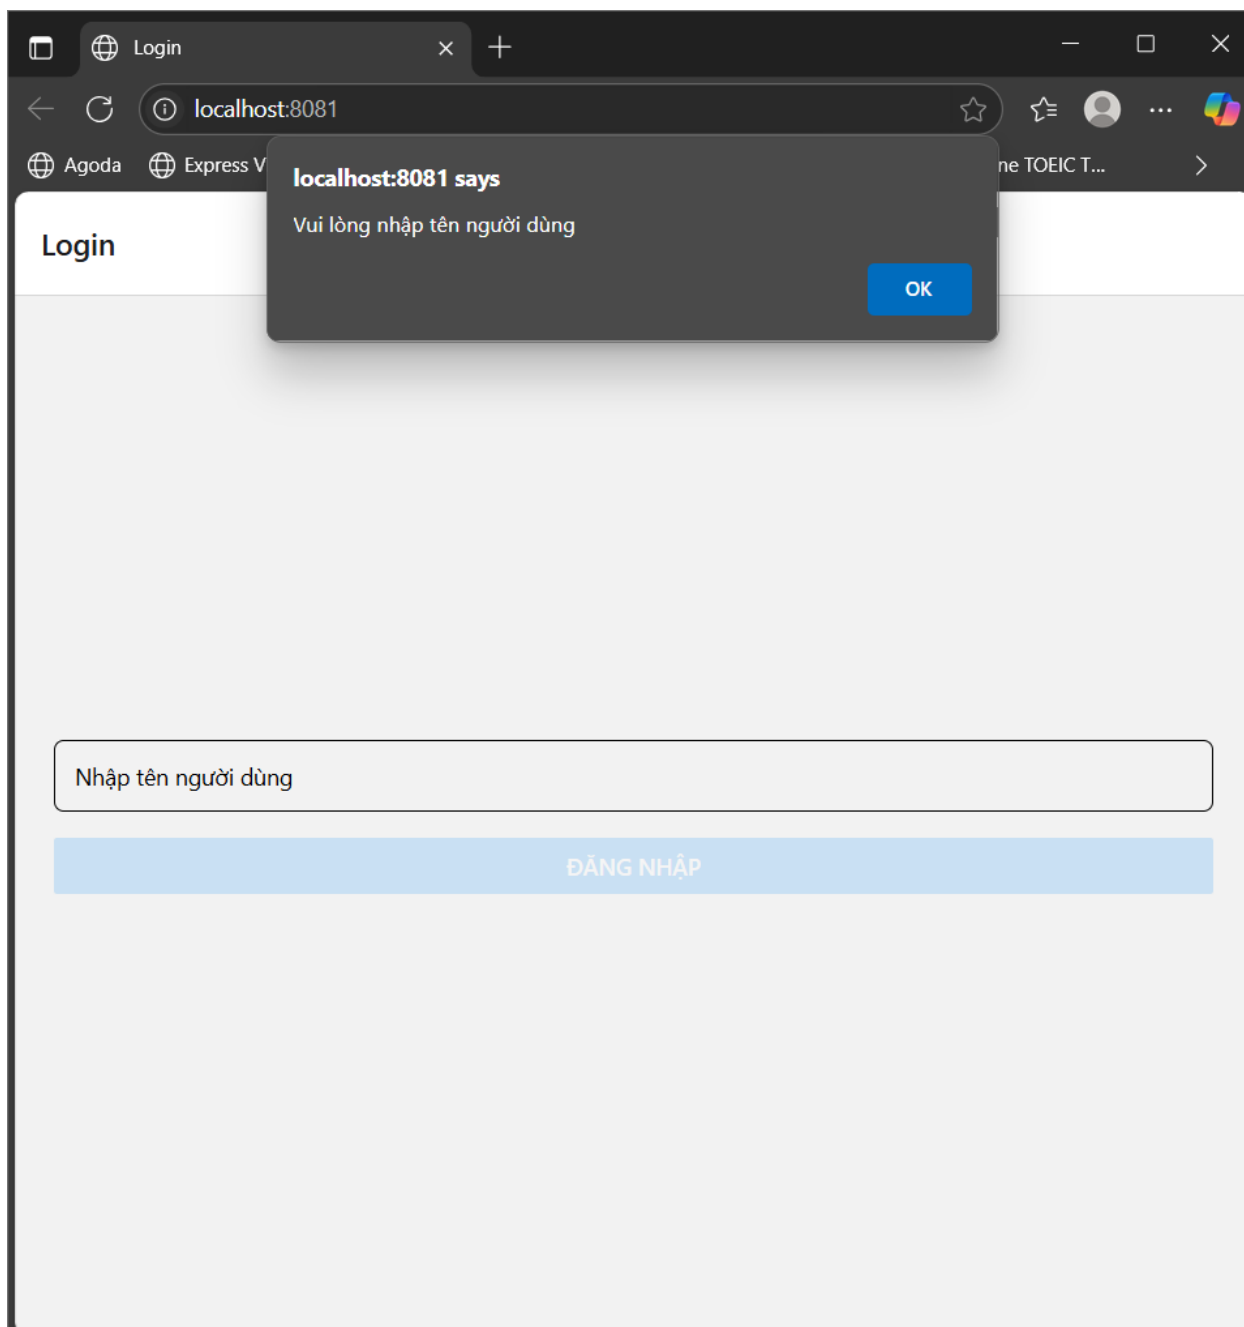 Login
localhost:8081
Agoda
Express V
ne TOEIC T...
localhost:8081 says
Vui lòng nhập tên người dùng
OK
Login
Nhập tên người dùng
ĐĂNG NHẬP